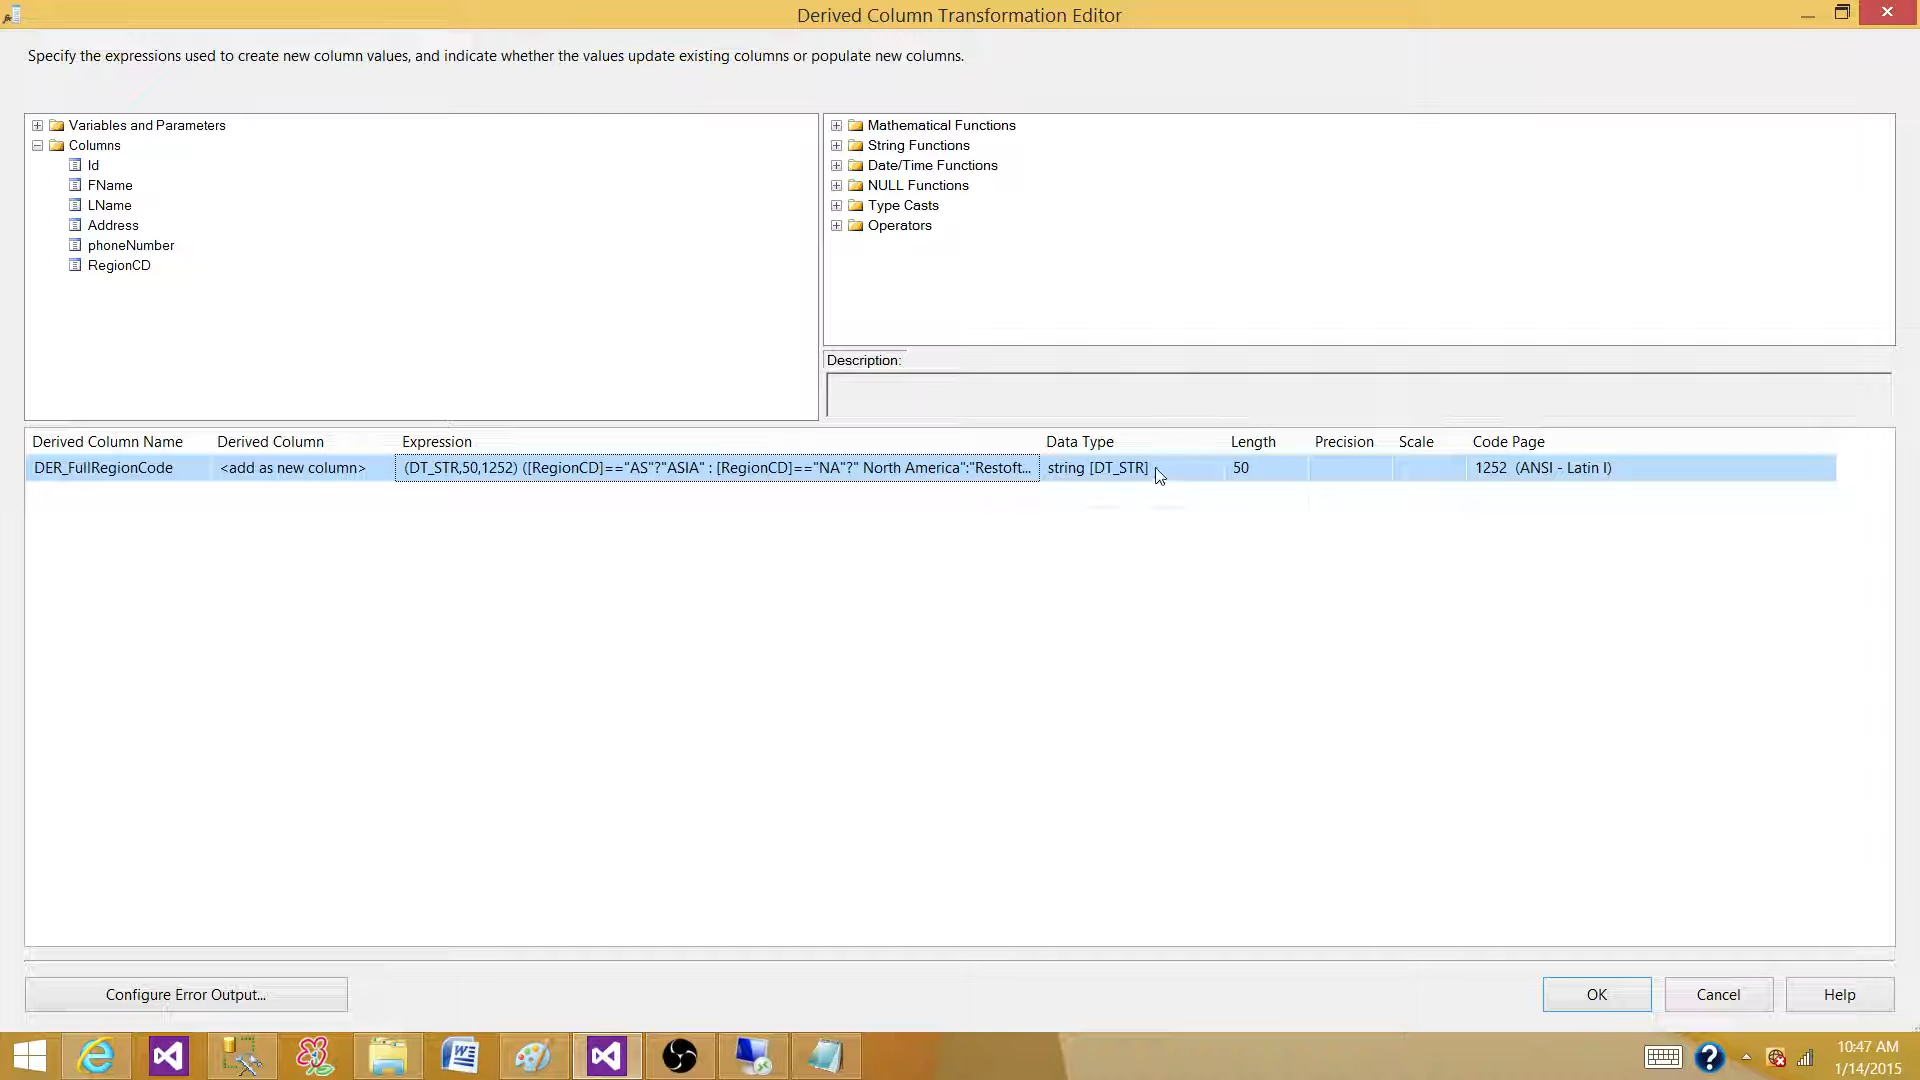 Derived Column Transformation Editor
Specify the expressions used to create new column values, and indicate whether the values update existing columns or populate new columns.
Variables and Parameters
Columns
Id
FName
LName
Address
phoneNumber
RegionCD
Mathematical Functions
String Functions
Date/Time Functions
NULL Functions
Type Casts
Operators
Description:
Derived Column Name Derived Column Expression Data Type Length Precision Scale Code Page
DER_FullRegionCode <add as new column> (DT_STR,50,1252) ([RegionCD]=="AS"?"ASIA" : [RegionCD]=="NA"?" North America":"Restoft... string [DT_STR] 50 1252 (ANSI - Latin I)
Configure Error Output... OK Cancel Help
10:47 AM
1/14/2015